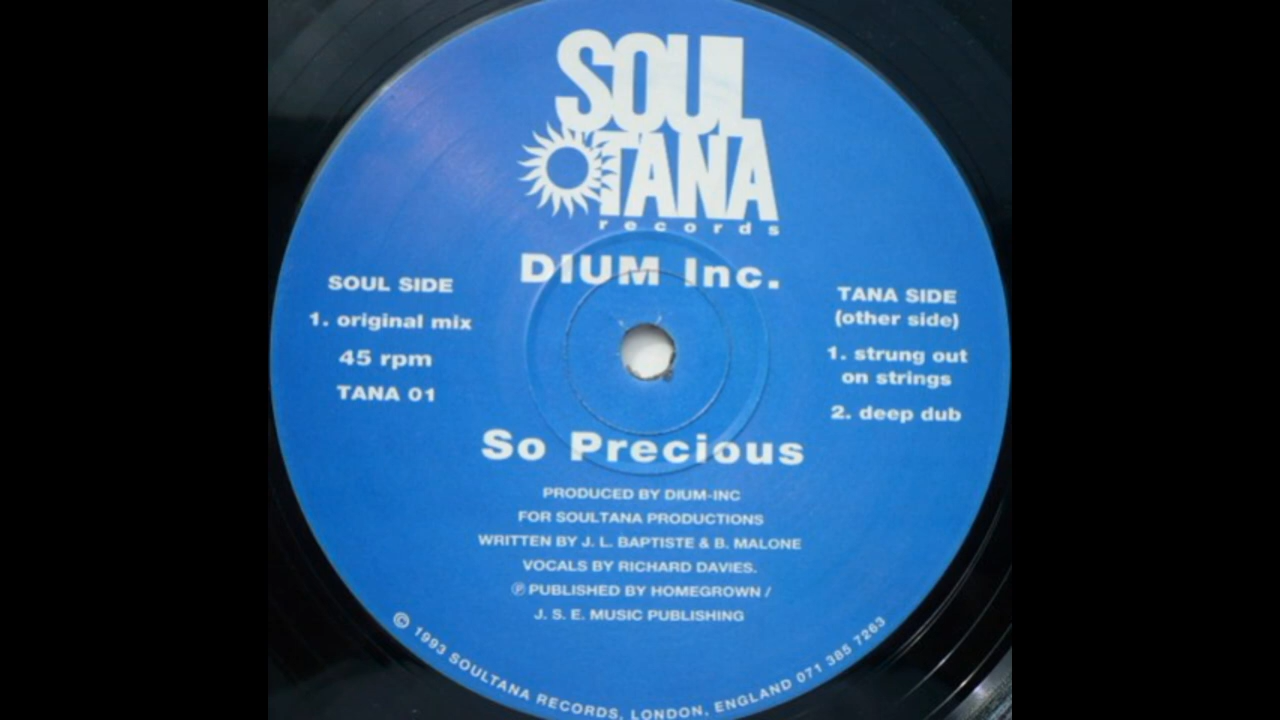 SOUL
TANA
records
DIUM Inc.
SOUL SIDE
1. original mix
45 rpm
TANA 01
TANA SIDE
(other side)
1. strung out
on strings
2. deep dub
So Precious
PRODUCED BY DIUM-INC
FOR SOULTANA PRODUCTIONS
WRITTEN BY J. L. BAPTISTE & B. MALONE
VOCALS BY RICHARD DAVIES.
℗ PUBLISHED BY HOMEGROWN /
J. S. E. MUSIC PUBLISHING
© 1993 SOULTANA RECORDS, LONDON, ENGLAND 071 385 7263